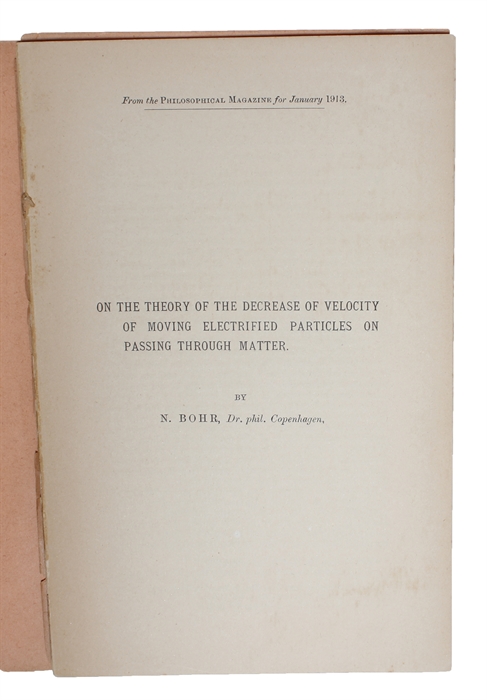 From the PHILOSOPHICAL MAGAZINE for January 1913.
ON THE THEORY OF THE DECREASE OF VELOCITY
OF MOVING ELECTRIFIED PARTICLES ON
PASSING THROUGH MATTER.
BY
N. BOHR, Dr. phil. Copenhagen,